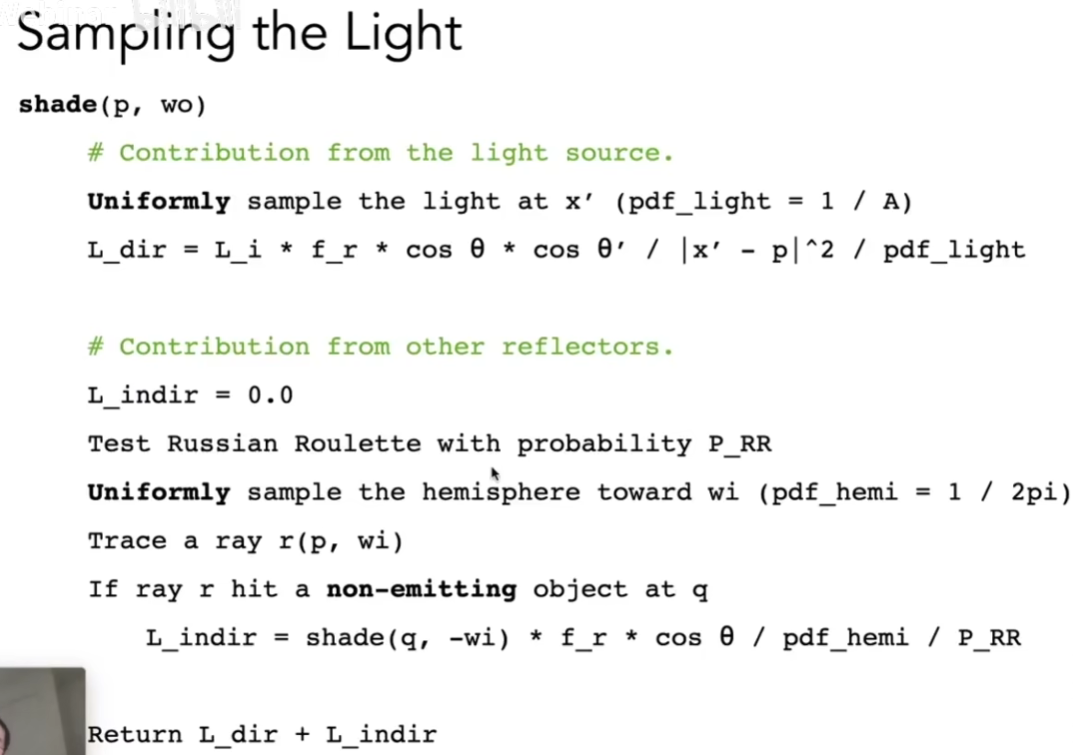 Sampling the Light
shade(p, wo)
# Contribution from the light source.
Uniformly sample the light at x′ (pdf_light = 1 / A)
L_dir = L_i * f_r * cos θ * cos θ′ / |x′ - p|^2 / pdf_light
# Contribution from other reflectors.
L_indir = 0.0
Test Russian Roulette with probability P_RR
Uniformly sample the hemisphere toward wi (pdf_hemi = 1 / 2pi)
Trace a ray r(p, wi)
If ray r hit a non-emitting object at q
L_indir = shade(q, -wi) * f_r * cos θ / pdf_hemi / P_RR
Return L_dir + L_indir